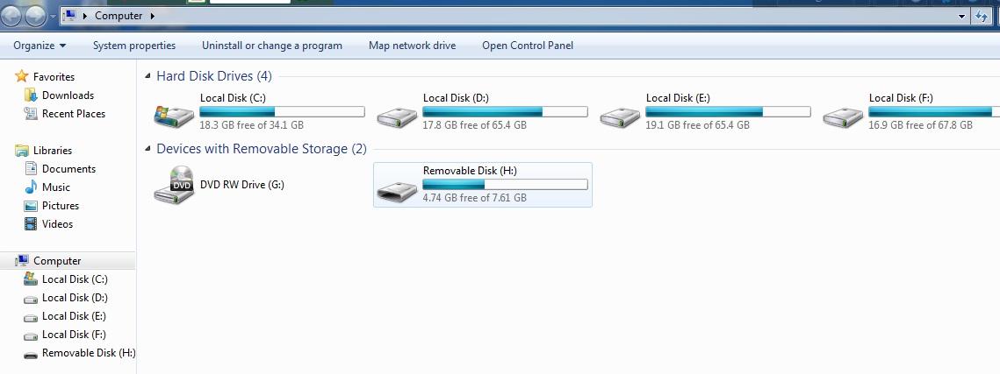 Computer
Organize System properties Uninstall or change a program Map network drive Open Control Panel
Favorites
Downloads
Recent Places
Libraries
Documents
Music
Pictures
Videos
Computer
Local Disk (C:)
Local Disk (D:)
Local Disk (E:)
Local Disk (F:)
Removable Disk (H:)
Hard Disk Drives (4)
Local Disk (C:)
18.3 GB free of 34.1 GB
Local Disk (D:)
17.8 GB free of 65.4 GB
Local Disk (E:)
19.1 GB free of 65.4 GB
Local Disk (F:)
16.9 GB free of 67.8 GB
Devices with Removable Storage (2)
DVD
DVD RW Drive (G:)
Removable Disk (H:)
4.74 GB free of 7.61 GB